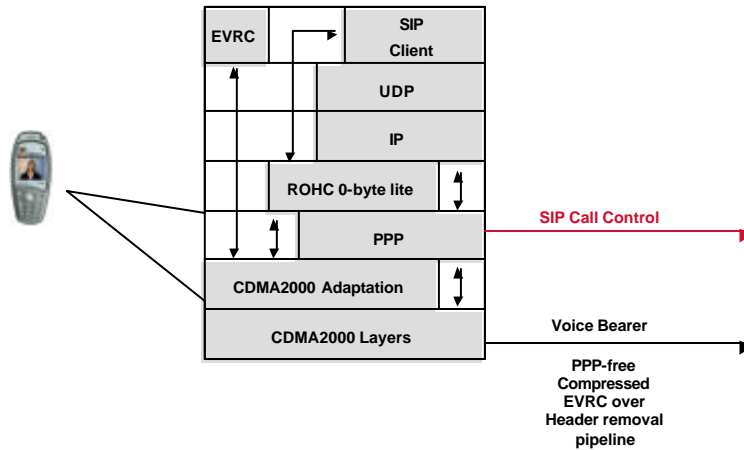 EVRC
SIP
Client
UDP
IP
ROHC 0-byte lite
PPP
SIP Call Control
CDMA2000 Adaptation
CDMA2000 Layers
Voice Bearer
PPP-free
Compressed
EVRC over
Header removal
pipeline